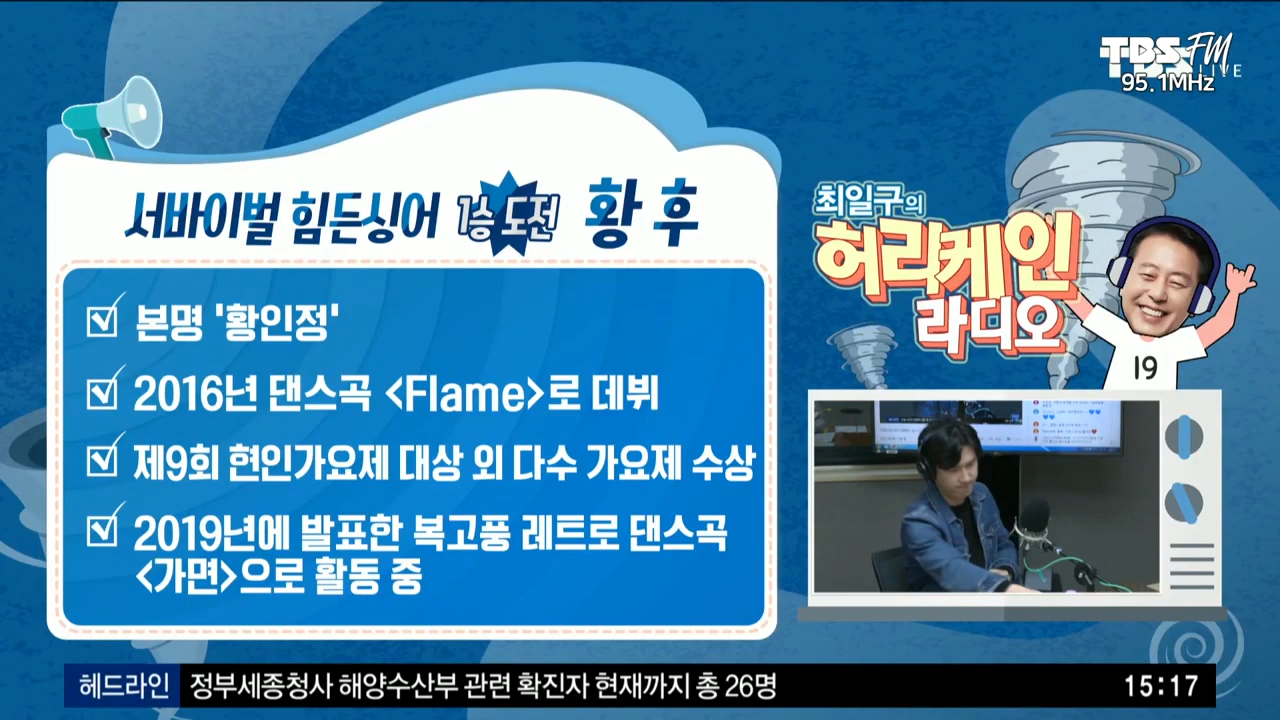 TBS FM
LIVE
95.1MHz
서바이벌 힘든싱어 1승 도전 황후
최일구의
허리케인
라디오
19
본명 '황인정'
2016년 댄스곡 <Flame>로 데뷔
제9회 현인가요제 대상 외 다수 가요제 수상
2019년에 발표한 복고풍 레트로 댄스곡
<가면>으로 활동 중
헤드라인 정부세종청사 해양수산부 관련 확진자 현재까지 총 26명 15:17